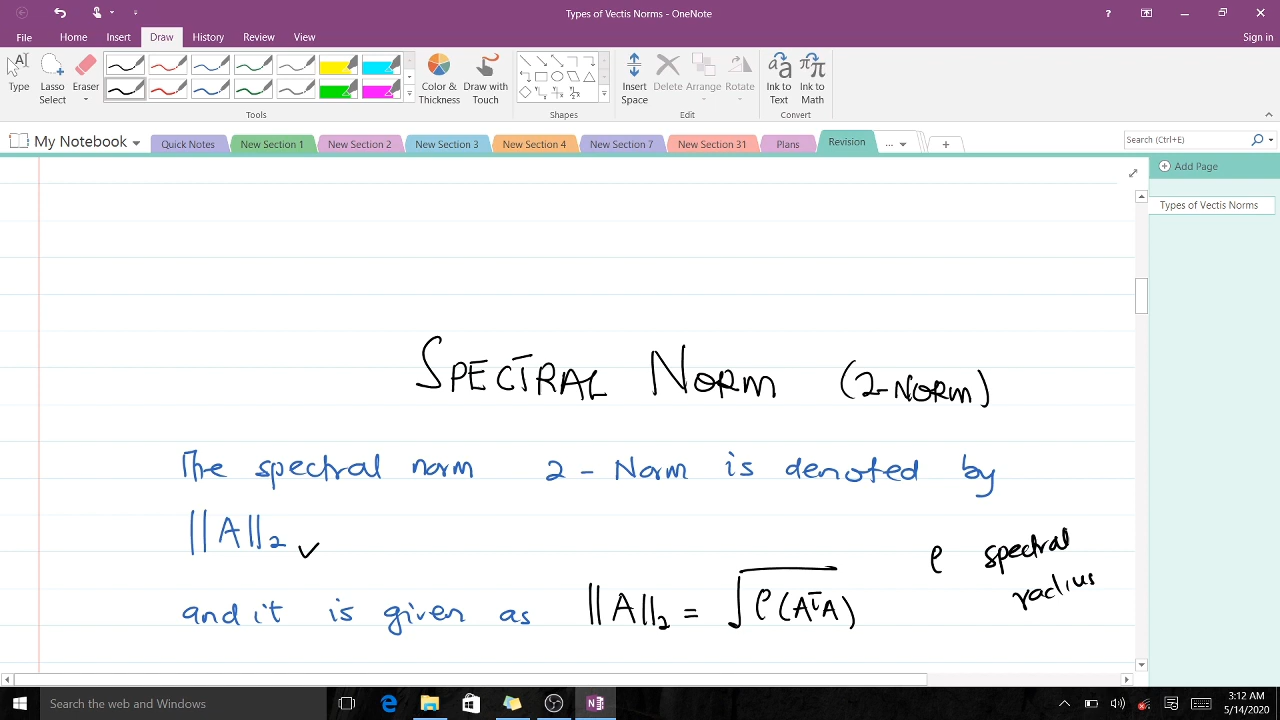 Types of Vectis Norms - OneNote
Sign in
File Home Insert Draw History Review View
Type
Lasso Select
Eraser
Color & Thickness
Draw with Touch
Insert Space
Delete
Arrange
Rotate
Ink to Text
Ink to Math
Tools
Shapes
Edit
Convert
My Notebook
Quick Notes
New Section 1
New Section 2
New Section 3
New Section 4
New Section 7
New Section 31
Plans
Revision
...
Search (Ctrl+E)
Add Page
Types of Vectis Norms
SPECTRAL NORM (2-NORM)
The spectral norm 2 - Norm is denoted by
||A||₂ ✓
ρ spectral
radius
and it is given as ||A||₂ = √ρ(AᵀA)
Search the web and Windows
3:12 AM
5/14/2020